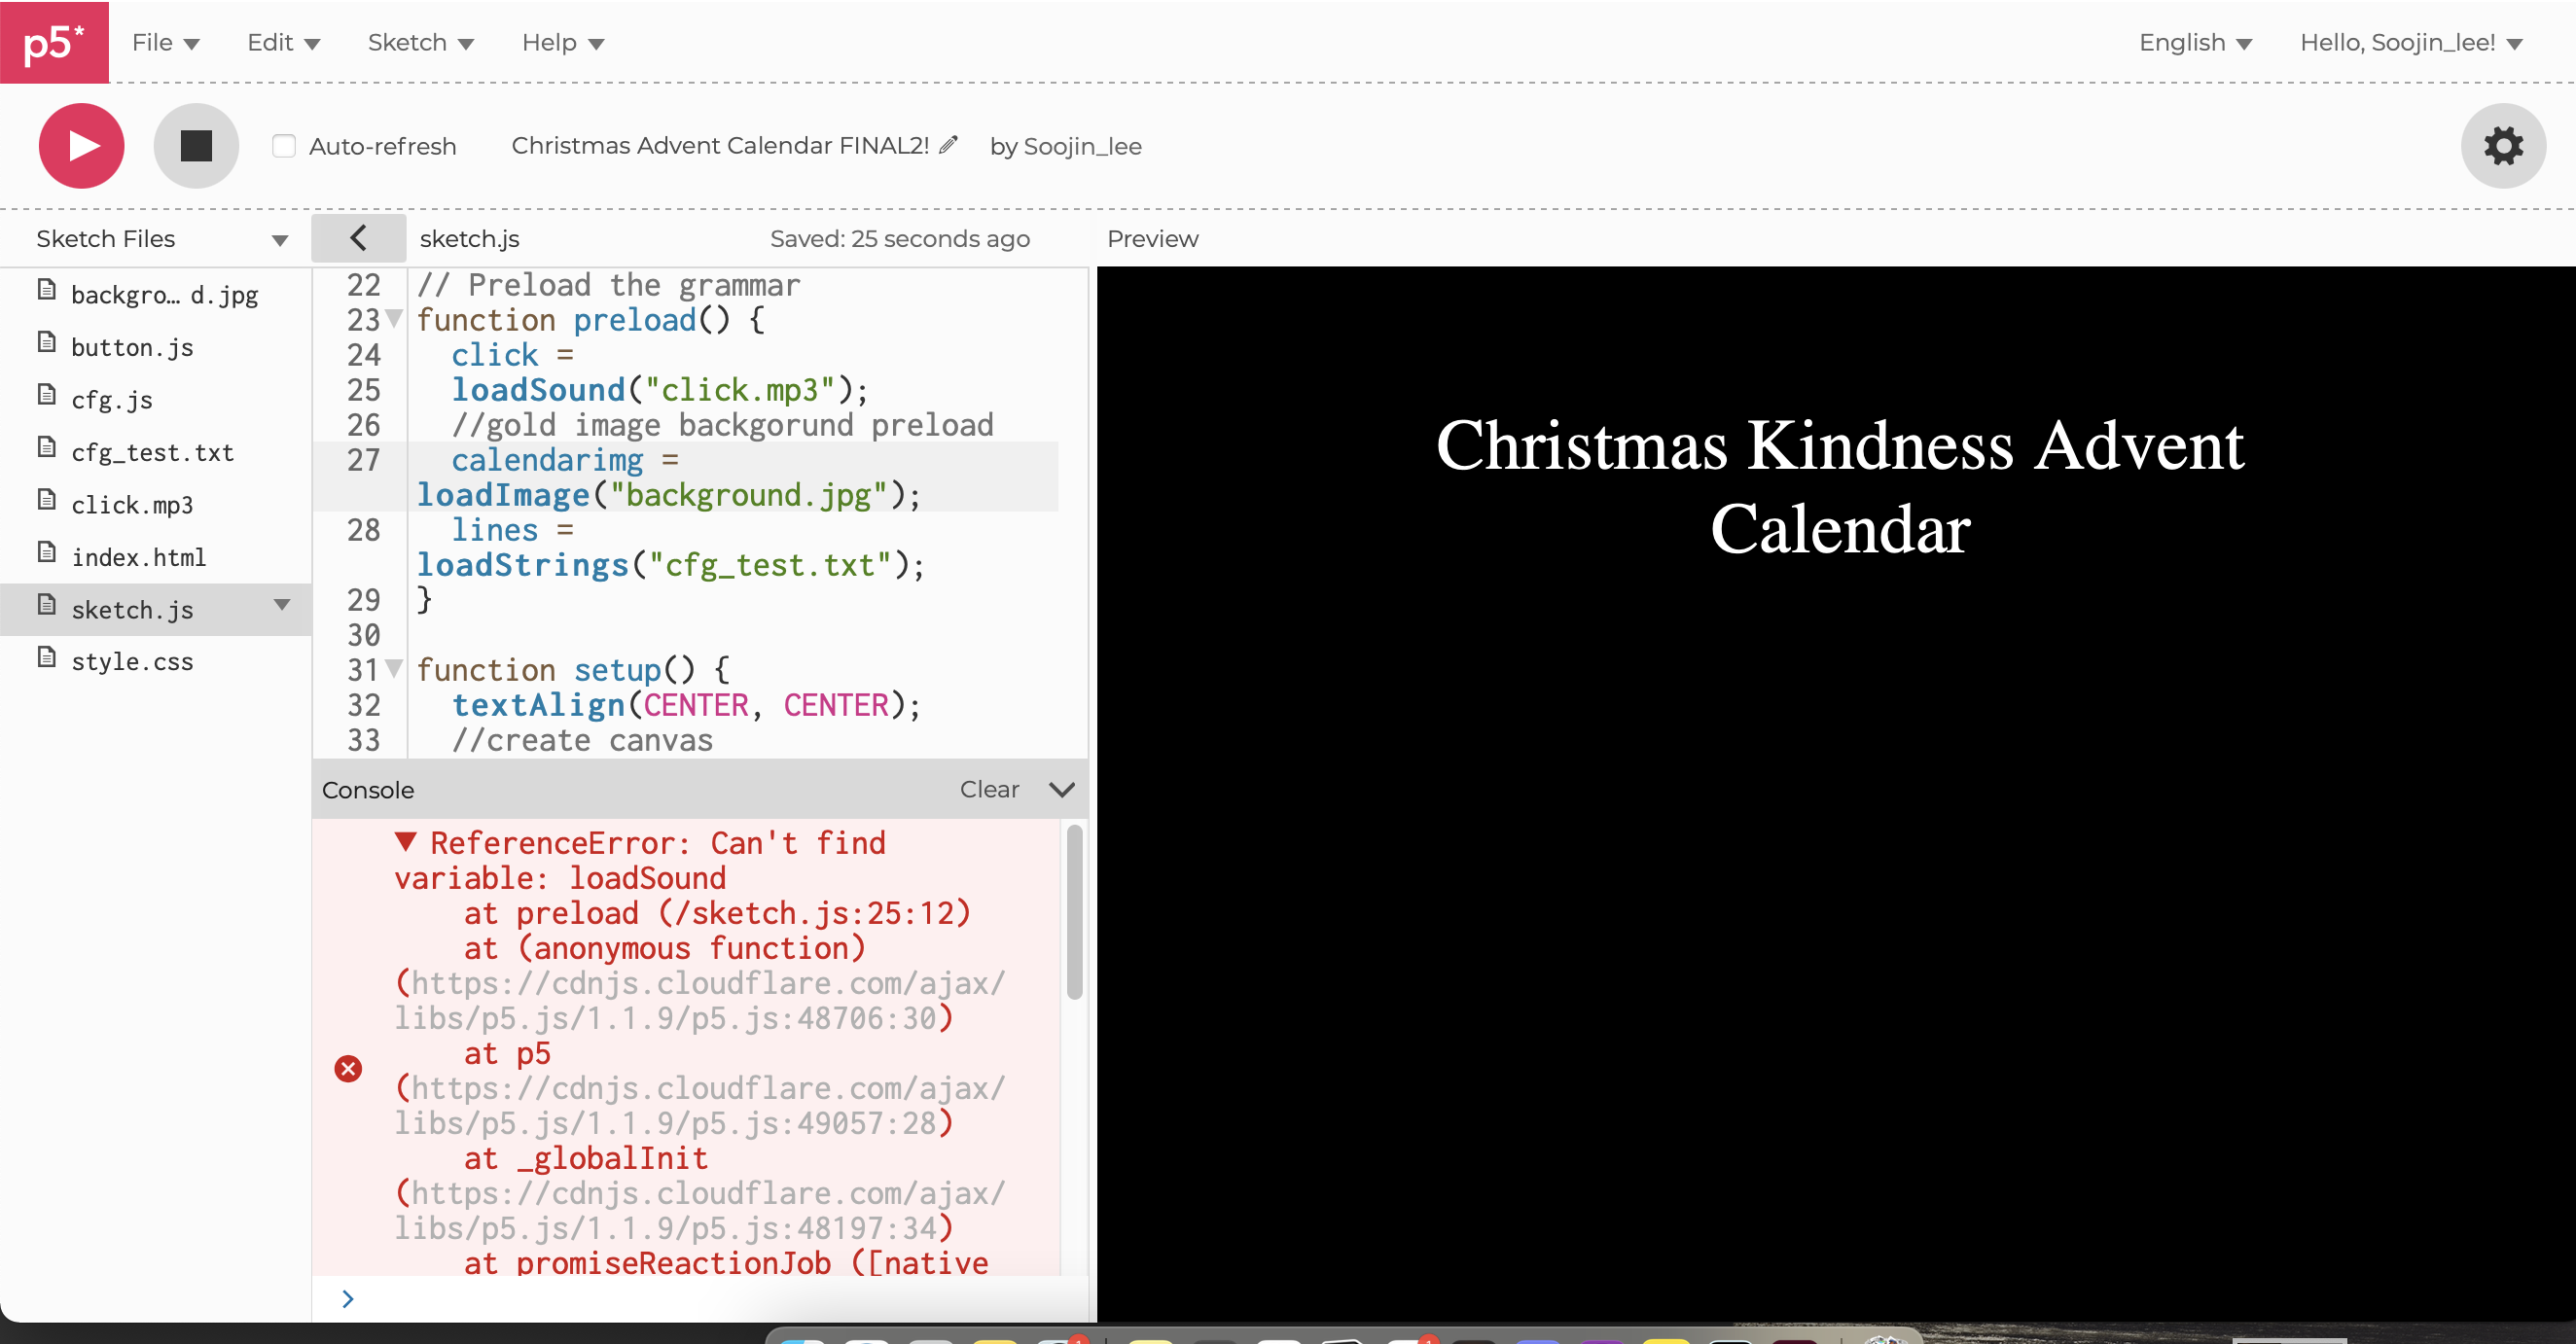 p5* File Edit Sketch Help English Hello, Soojin_lee!
Auto-refresh Christmas Advent Calendar FINAL2! by Soojin_lee
Sketch Files
backgro… d.jpg
button.js
cfg.js
cfg_test.txt
click.mp3
index.html
sketch.js
style.css
sketch.js Saved: 25 seconds ago
22 // Preload the grammar
23 function preload() {
24 click =
25 loadSound("click.mp3");
26 //gold image backgorund preload
27 calendarimg =
loadImage("background.jpg");
28 lines =
loadStrings("cfg_test.txt");
29 }
30
31 function setup() {
32 textAlign(CENTER, CENTER);
33 //create canvas
Console Clear
ReferenceError: Can't find
variable: loadSound
at preload (/sketch.js:25:12)
at (anonymous function)
(https://cdnjs.cloudflare.com/ajax/
libs/p5.js/1.1.9/p5.js:48706:30)
at p5
(https://cdnjs.cloudflare.com/ajax/
libs/p5.js/1.1.9/p5.js:49057:28)
at _globalInit
(https://cdnjs.cloudflare.com/ajax/
libs/p5.js/1.1.9/p5.js:48197:34)
at promiseReactionJob ([native
>
Preview
Christmas Kindness Advent
Calendar